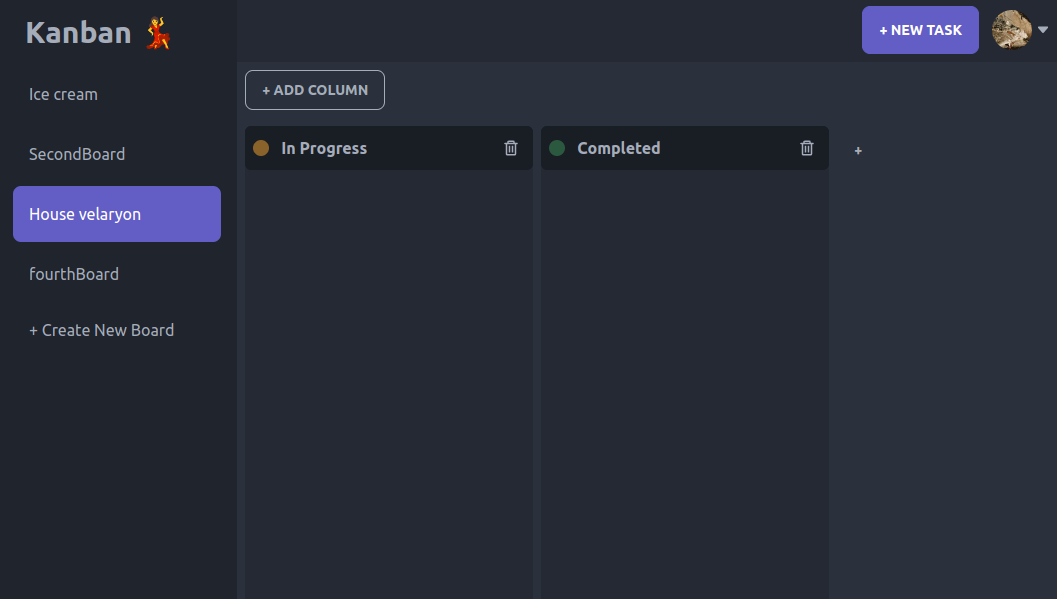 Kanban 💃
Ice cream
SecondBoard
House velaryon
fourthBoard
+ Create New Board
+ NEW TASK
+ ADD COLUMN
In Progress
Completed
+